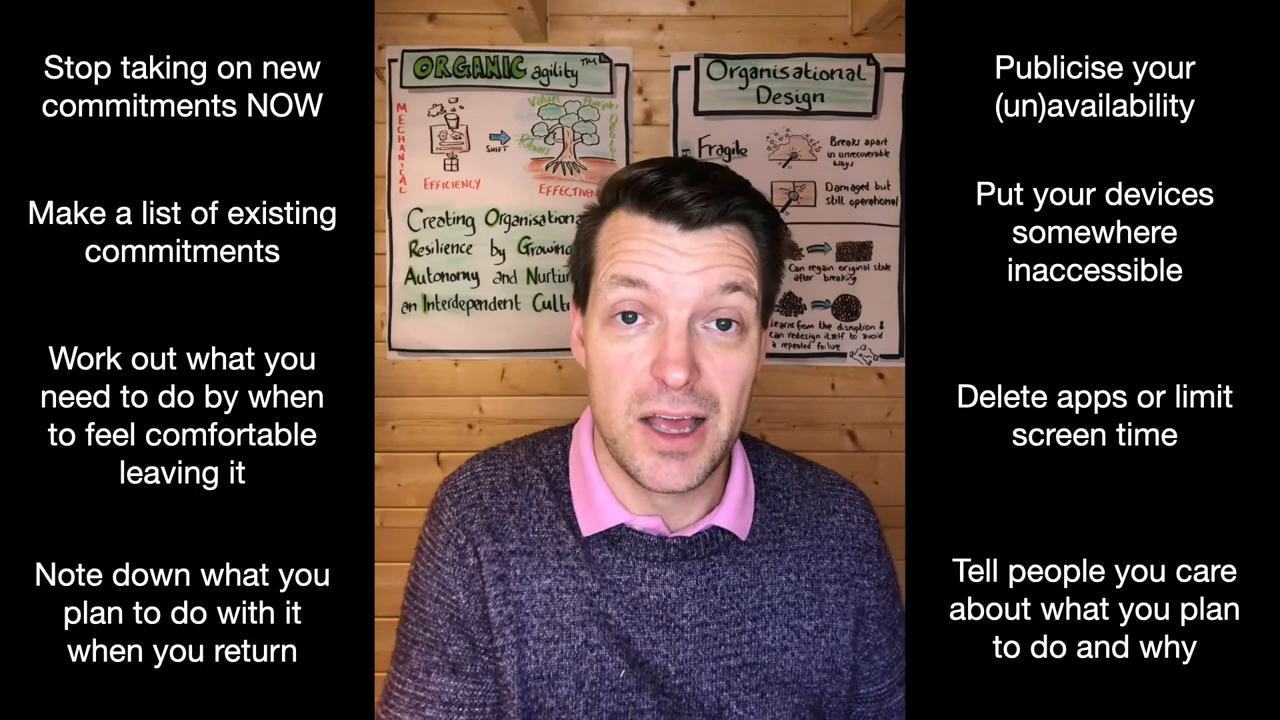 Stop taking on new
commitments NOW
Make a list of existing
commitments
Work out what you
need to do by when
to feel comfortable
leaving it
Note down what you
plan to do with it
when you return
ORGANIC agility™
MECHANICAL
SHIFT
Values
EFFICIENCY
Creating Organisationa
Resilience by Growing
Autonomy and Nurtur
an Interdependent Cult
Organisational
Design
Fragile
Breaks apart
in unrecoverable
ways
Damaged but
still operational
Can regain original state
after breaking
learns from the disruption &
can redesign itself to avoid
a repeated failure
Publicise your
(un)availability
Put your devices
somewhere
inaccessible
Delete apps or limit
screen time
Tell people you care
about what you plan
to do and why